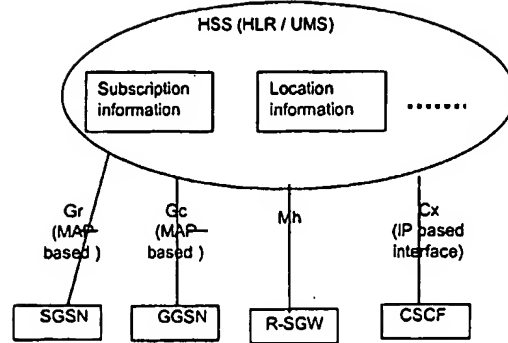 HSS (HLR / UMS)
Subscription information
Location information
........
Gr
(MAP-
based )
Gc
(MAP-
based )
Mh
Cx
(IP based
interface)
SGSN
GGSN
R-SGW
CSCF